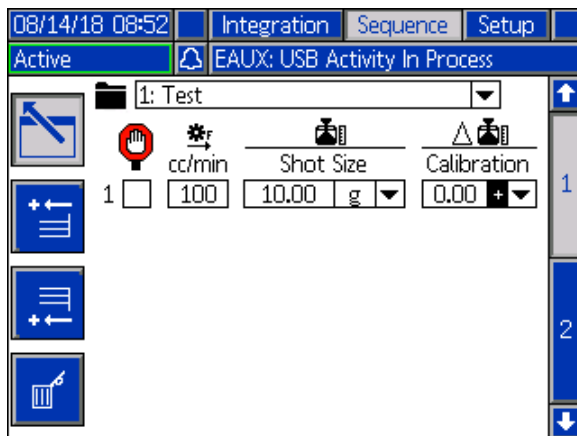 08/14/18 08:52 Integration Sequence Setup
Active EAUX: USB Activity In Process
1: Test
F
cc/min Shot Size Calibration
1 100 10.00 g 0.00 +
1
2